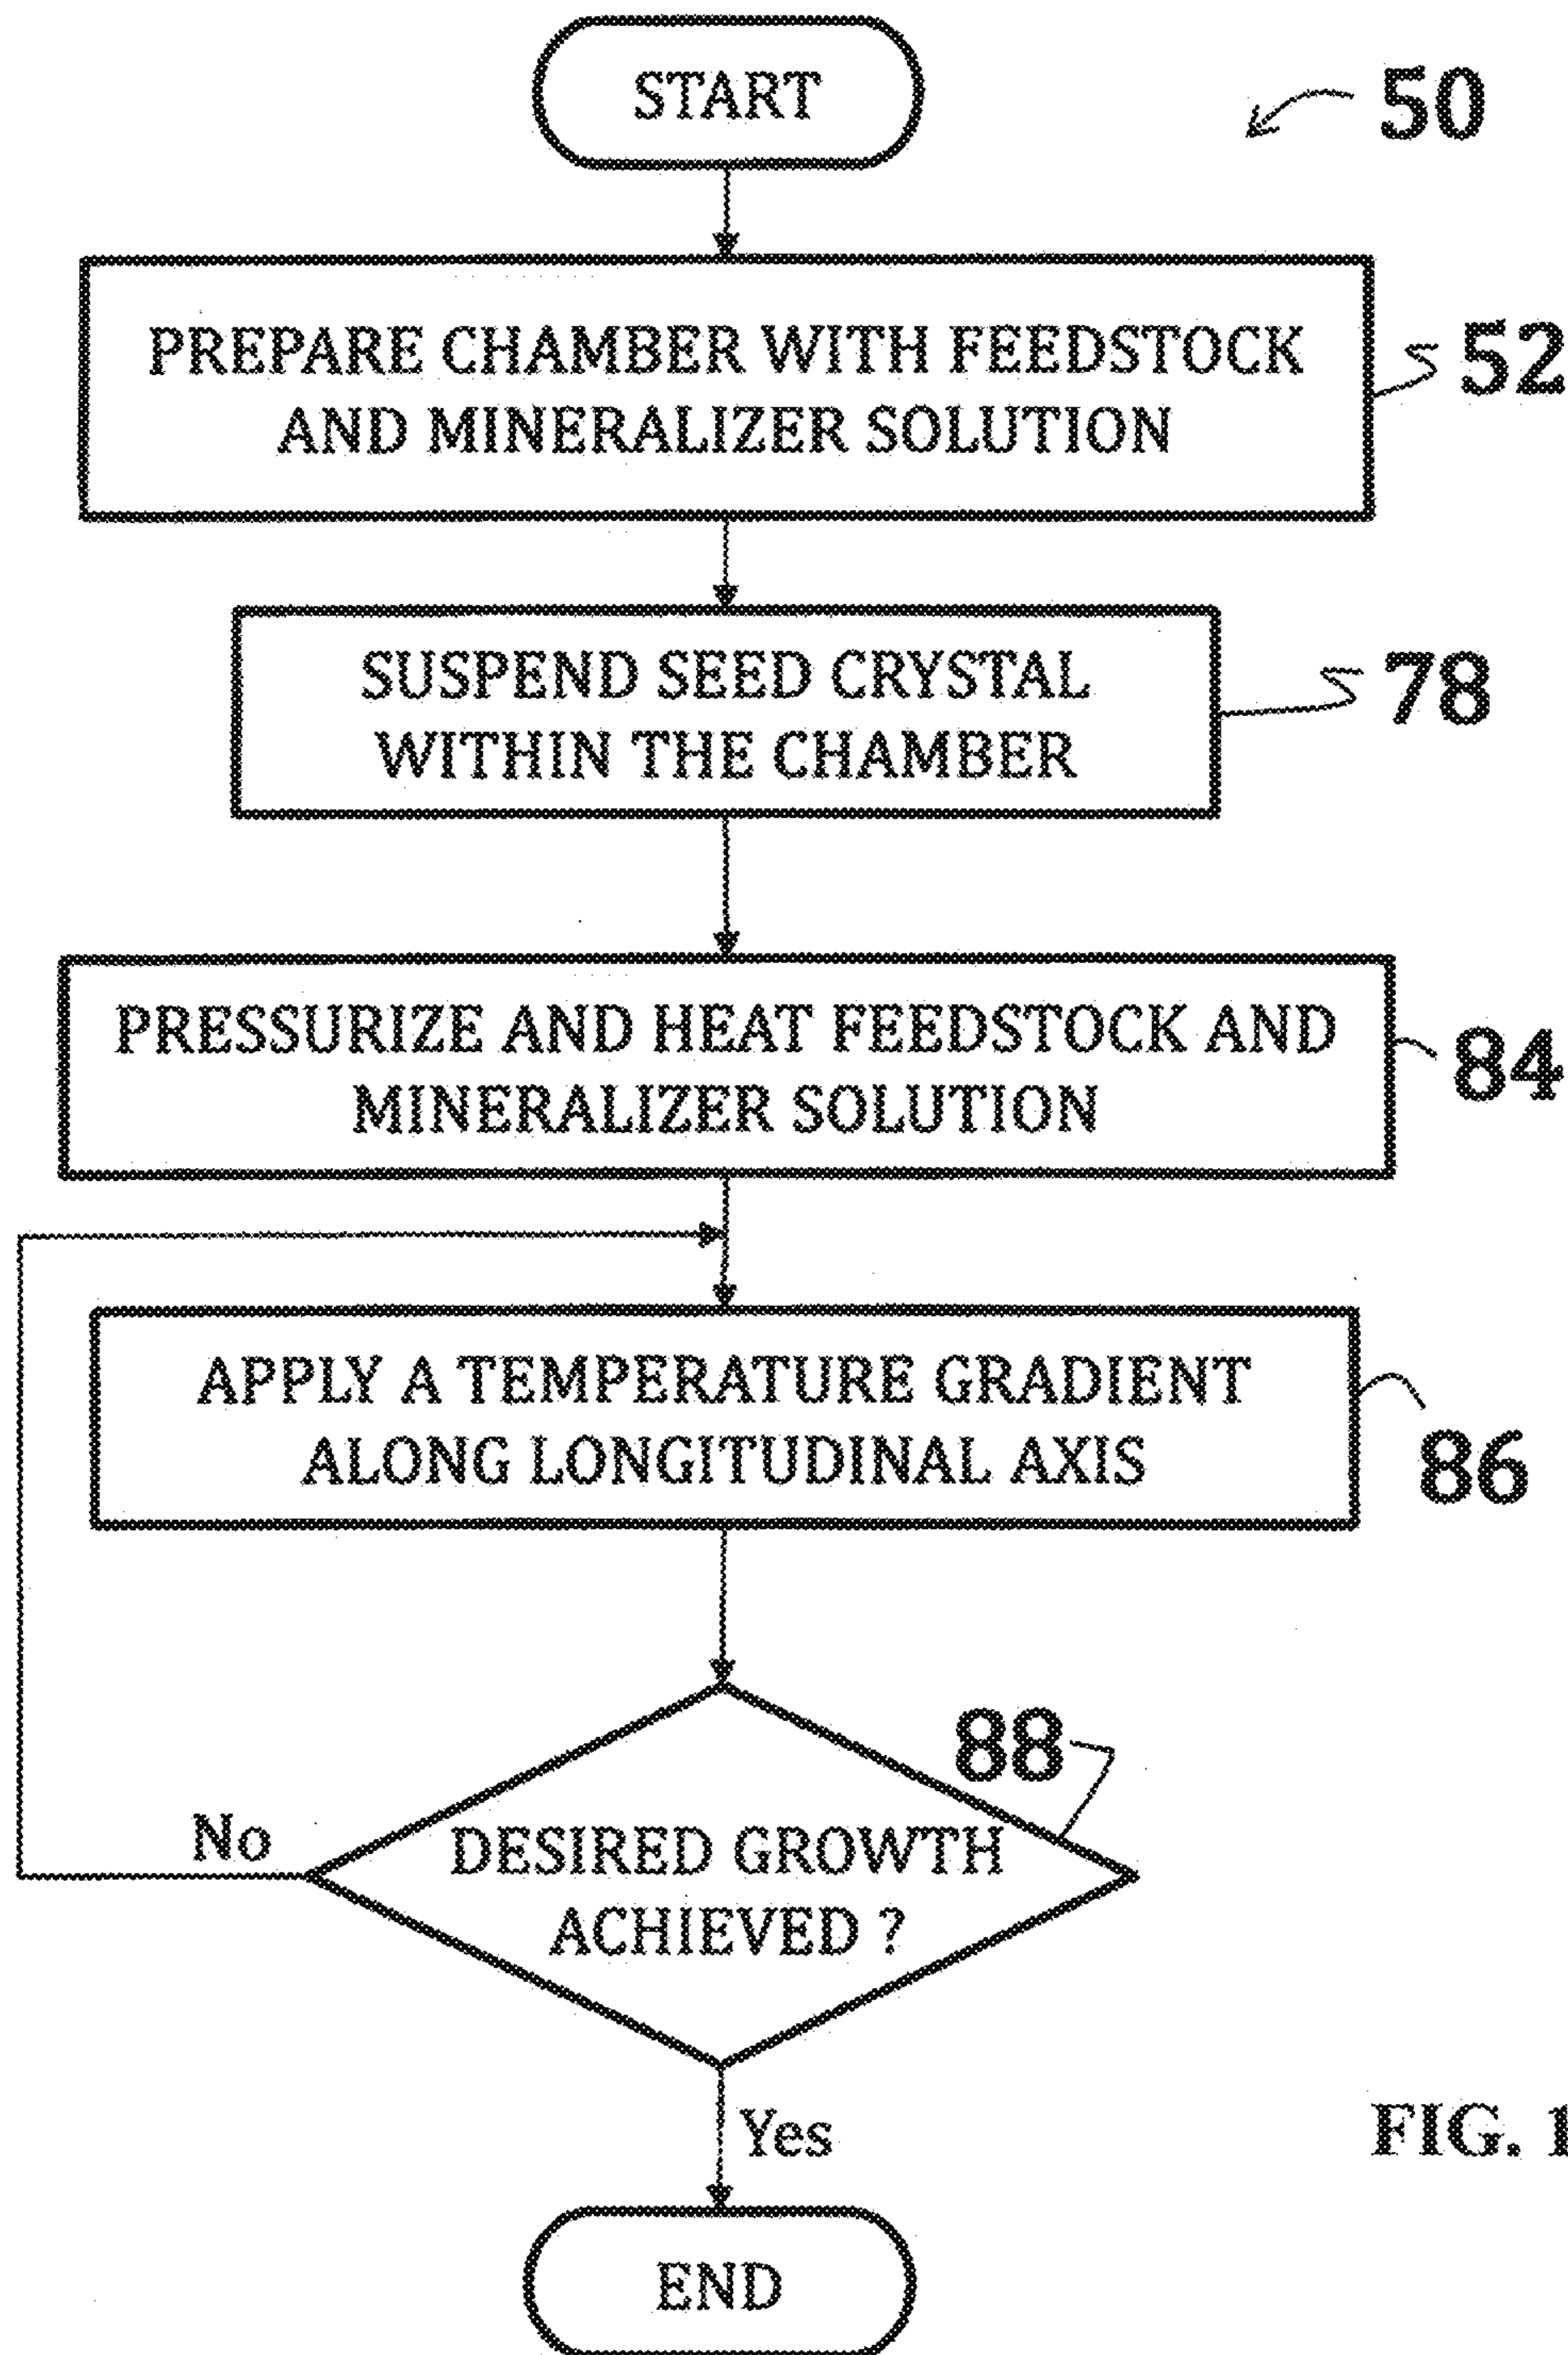 START
50
PREPARE CHAMBER WITH FEEDSTOCK
AND MINERALIZER SOLUTION
52
SUSPEND SEED CRYSTAL
WITHIN THE CHAMBER
78
PRESSURIZE AND HEAT FEEDSTOCK AND
MINERALIZER SOLUTION
84
APPLY A TEMPERATURE GRADIENT
ALONG LONGITUDINAL AXIS
86
88
DESIRED GROWTH
ACHIEVED ?
No
Yes
FIG. 1
END